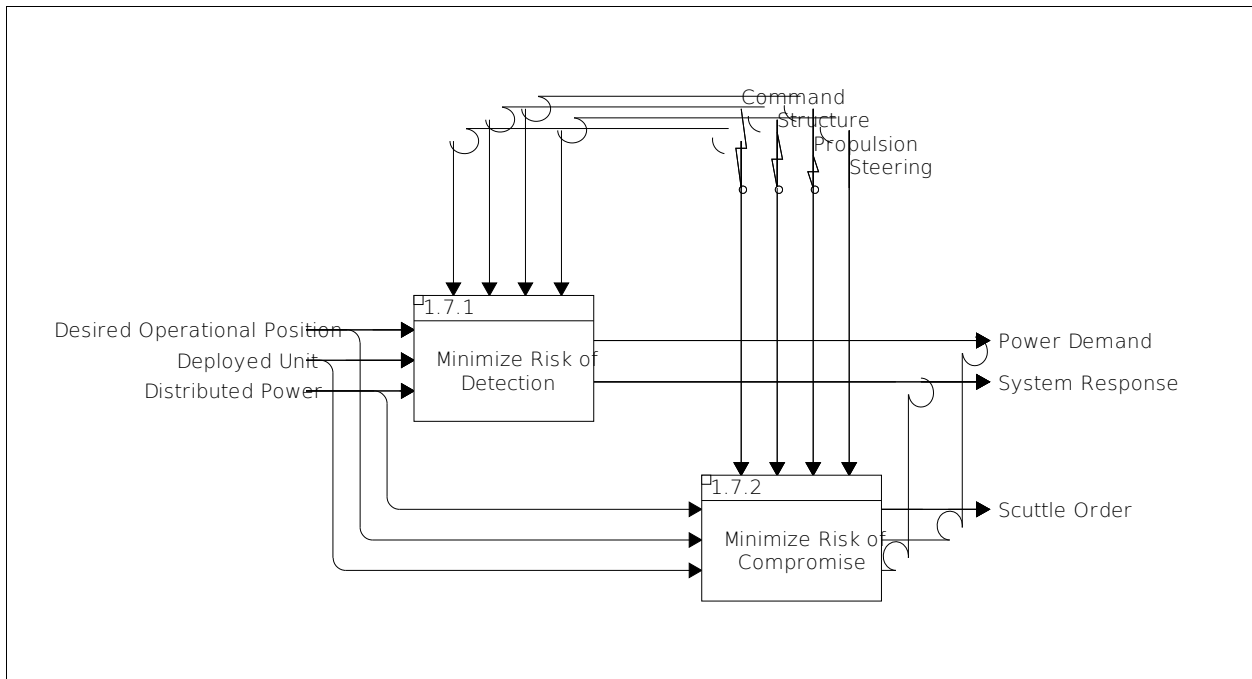 Command
Structure
Propulsion
Steering
1.7.1
Desired Operational Position
Minimize Risk of
Detection
Deployed Unit
Distributed Power
Power Demand
System Response
1.7.2
Scuttle Order
Minimize Risk of
Compromise